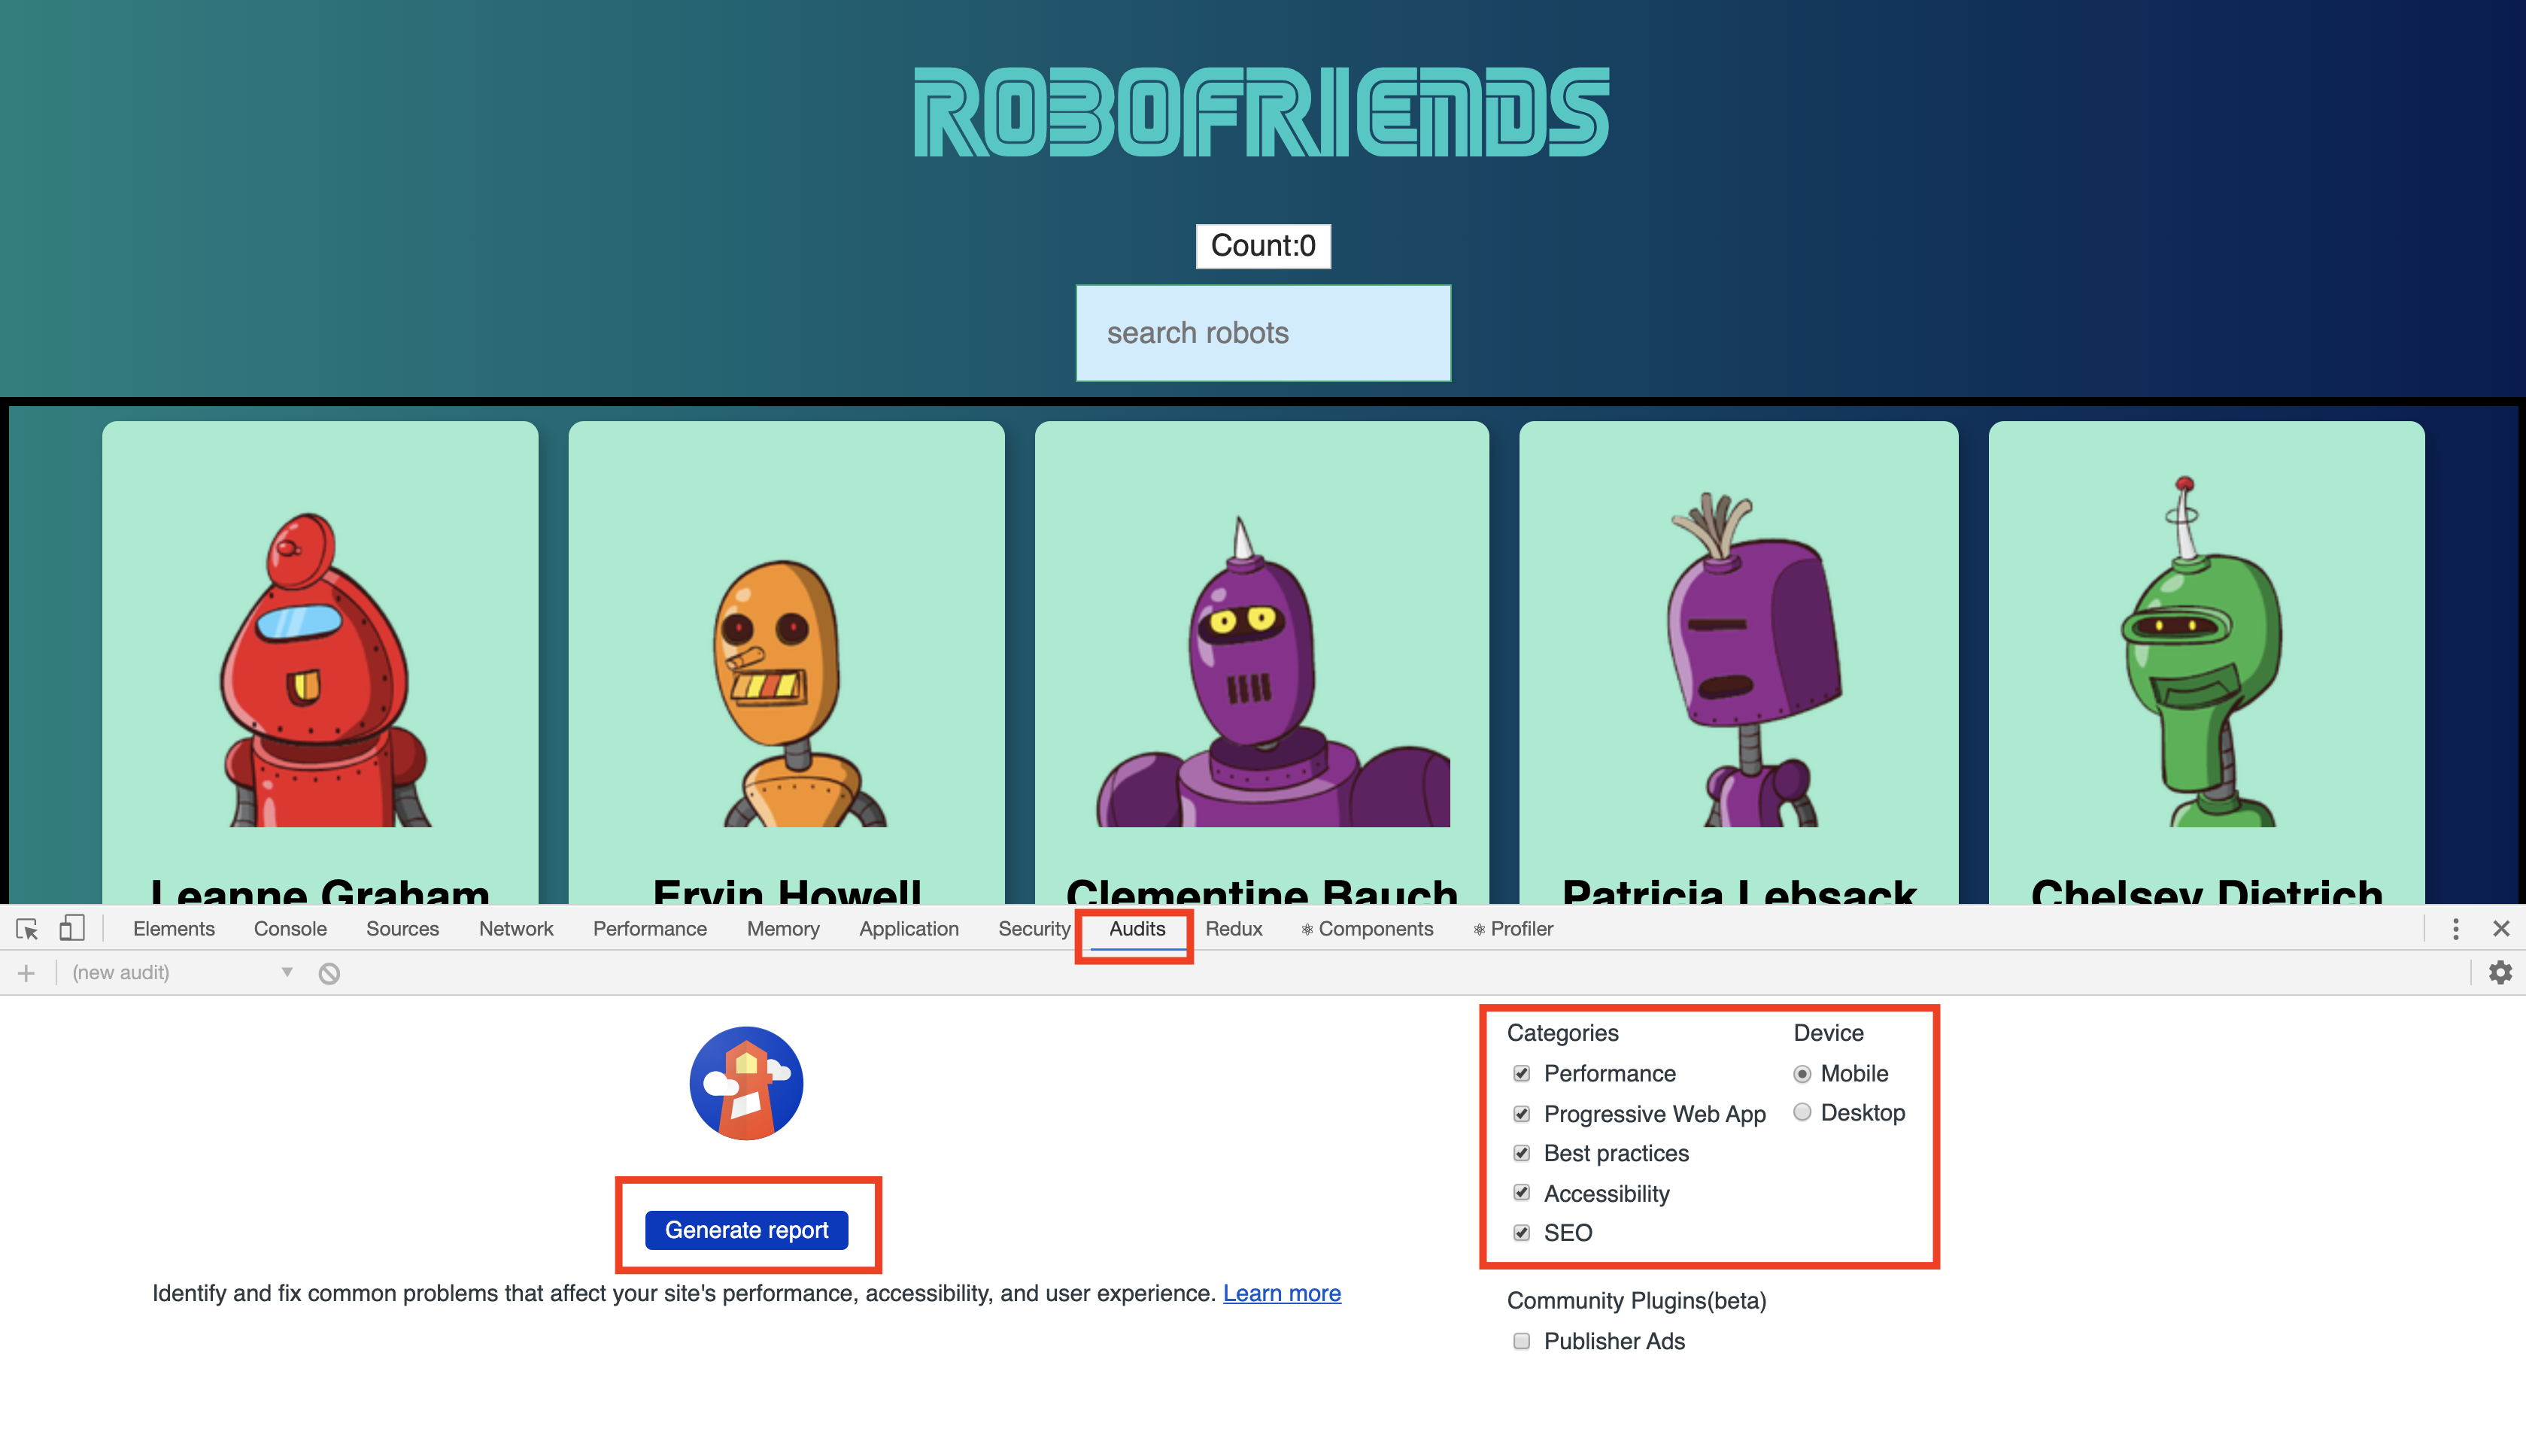 ROBOFRIENDS
Count:0
search robots
Leanne Graham
Ervin Howell
Clementine Bauch
Patricia Lebsack
Chelsey Dietrich
Elements Console Sources Network Performance Memory Application Security Audits Redux Components Profiler
(new audit)
Generate report
Identify and fix common problems that affect your site's performance, accessibility, and user experience. Learn more
Categories
Performance
Progressive Web App
Best practices
Accessibility
SEO
Device
Mobile
Desktop
Community Plugins(beta)
Publisher Ads